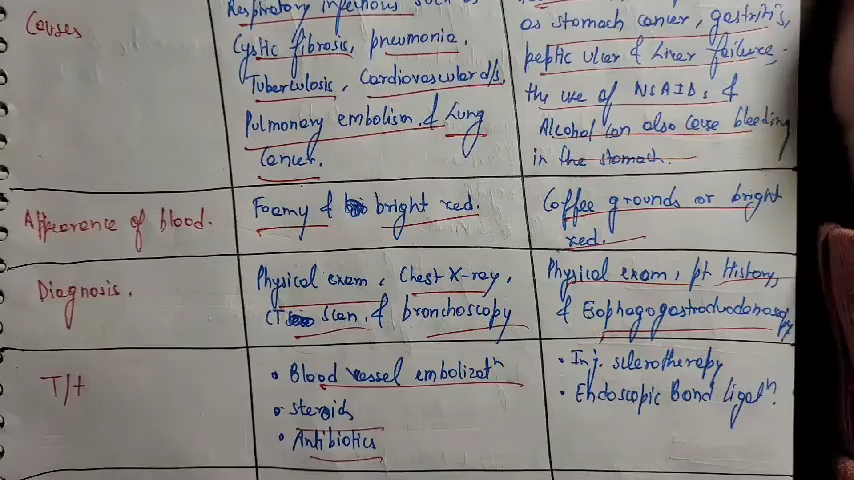 Causes
Respiratory infections such as
Cystic fibrosis, pneumonia.
Tuberculosis, Cardiovascular d/s,
Pulmonary embolism & Lung
Cancer.
as stomach cancer, gastritis,
peptic ulcer & Liver failure.
the use of NSAIDs &
Alcohol can also cause bleeding
in the stomach.
Appearance of blood.
Foamy & bright red.
Coffee grounds or bright
red.
Diagnosis.
Physical exam, Chest X-ray,
CT scan, & bronchoscopy
Physical exam, pt History,
& Esophagogastroduodenoscopy
T/t
• Blood vessel embolizatⁿ
• Steroids
• Antibiotics
• Inj. sclerotherapy
• Endoscopic Band Ligatⁿ.